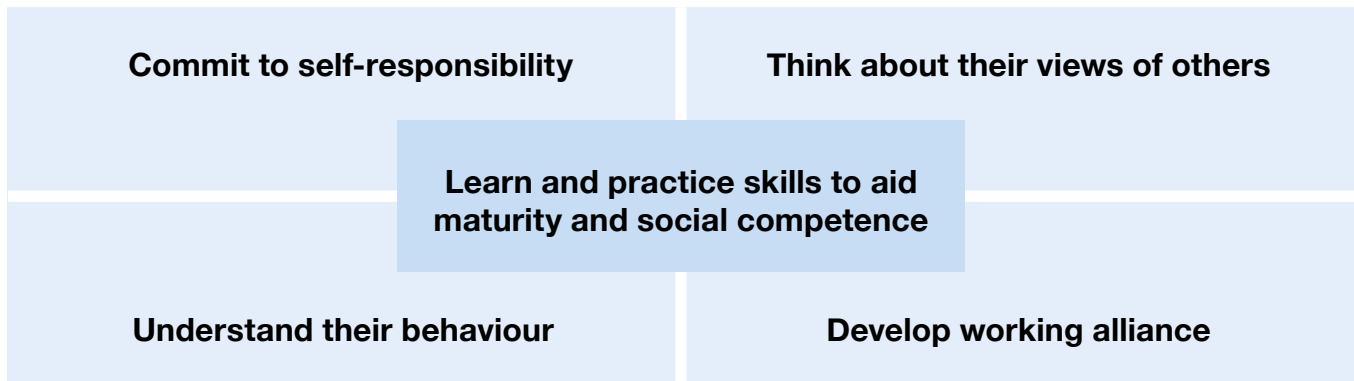 Commit to self-responsibility
Think about their views of others
Learn and practice skills to aid
maturity and social competence
Understand their behaviour
Develop working alliance